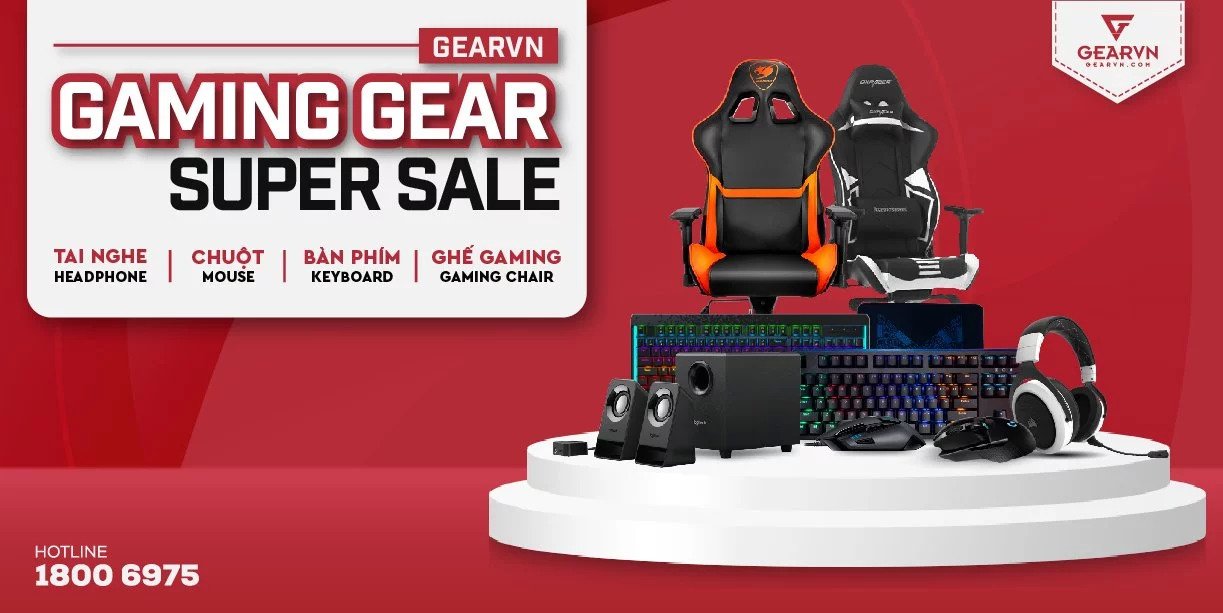 GEARVN
GAMING GEAR
SUPER SALE
TAI NGHE | CHUỘT | BÀN PHÍM | GHẾ GAMING
HEADPHONE | MOUSE | KEYBOARD | GAMING CHAIR
GEARVN
GEARVN.COM
HOTLINE
1800 6975